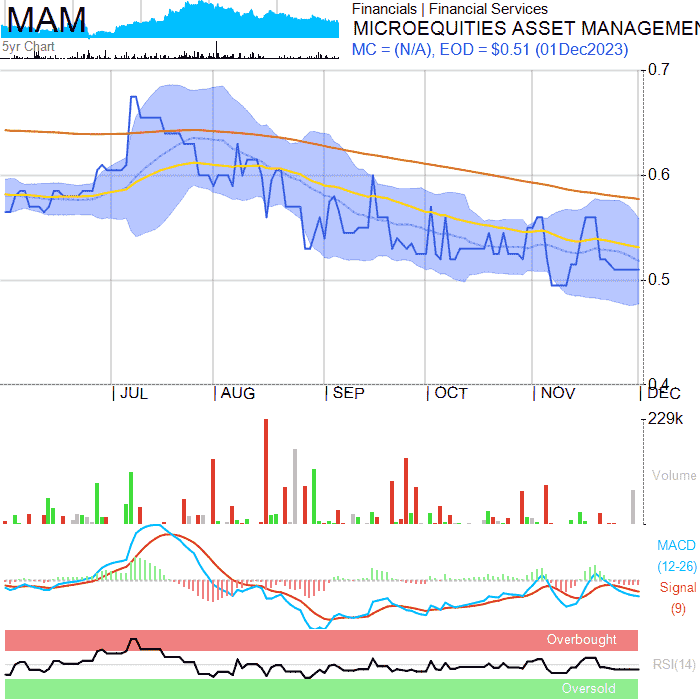 MAM
5yr Chart
Financials | Financial Services
MICROEQUITIES ASSET MANAGEMEN
MC = (N/A), EOD = $0.51 (01Dec2023)
0.7
0.6
0.5
0.4
JUL
AUG
SEP
OCT
NOV
DEC
229k
Volume
MACD
(12-26)
Signal
(9)
Overbought
RSI(14)
Oversold